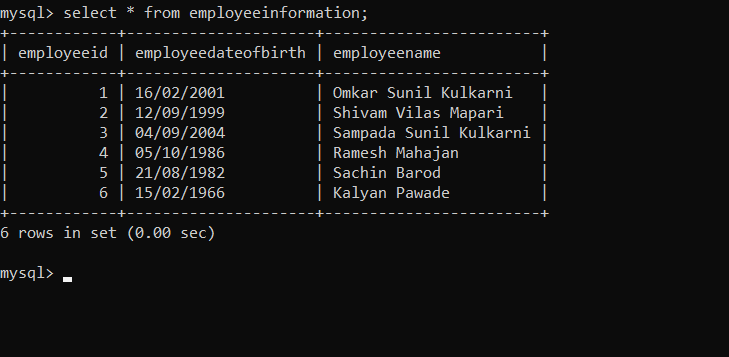 mysql> select * from employeeinformation;
+------------+---------------------+------------------------+
| employeeid | employeedateofbirth | employeename           |
+------------+---------------------+------------------------+
|          1 | 16/02/2001          | Omkar Sunil Kulkarni   |
|          2 | 12/09/1999          | Shivam Vilas Mapari    |
|          3 | 04/09/2004          | Sampada Sunil Kulkarni |
|          4 | 05/10/1986          | Ramesh Mahajan         |
|          5 | 21/08/1982          | Sachin Barod           |
|          6 | 15/02/1966          | Kalyan Pawade          |
+------------+---------------------+------------------------+
6 rows in set (0.00 sec)
mysql>